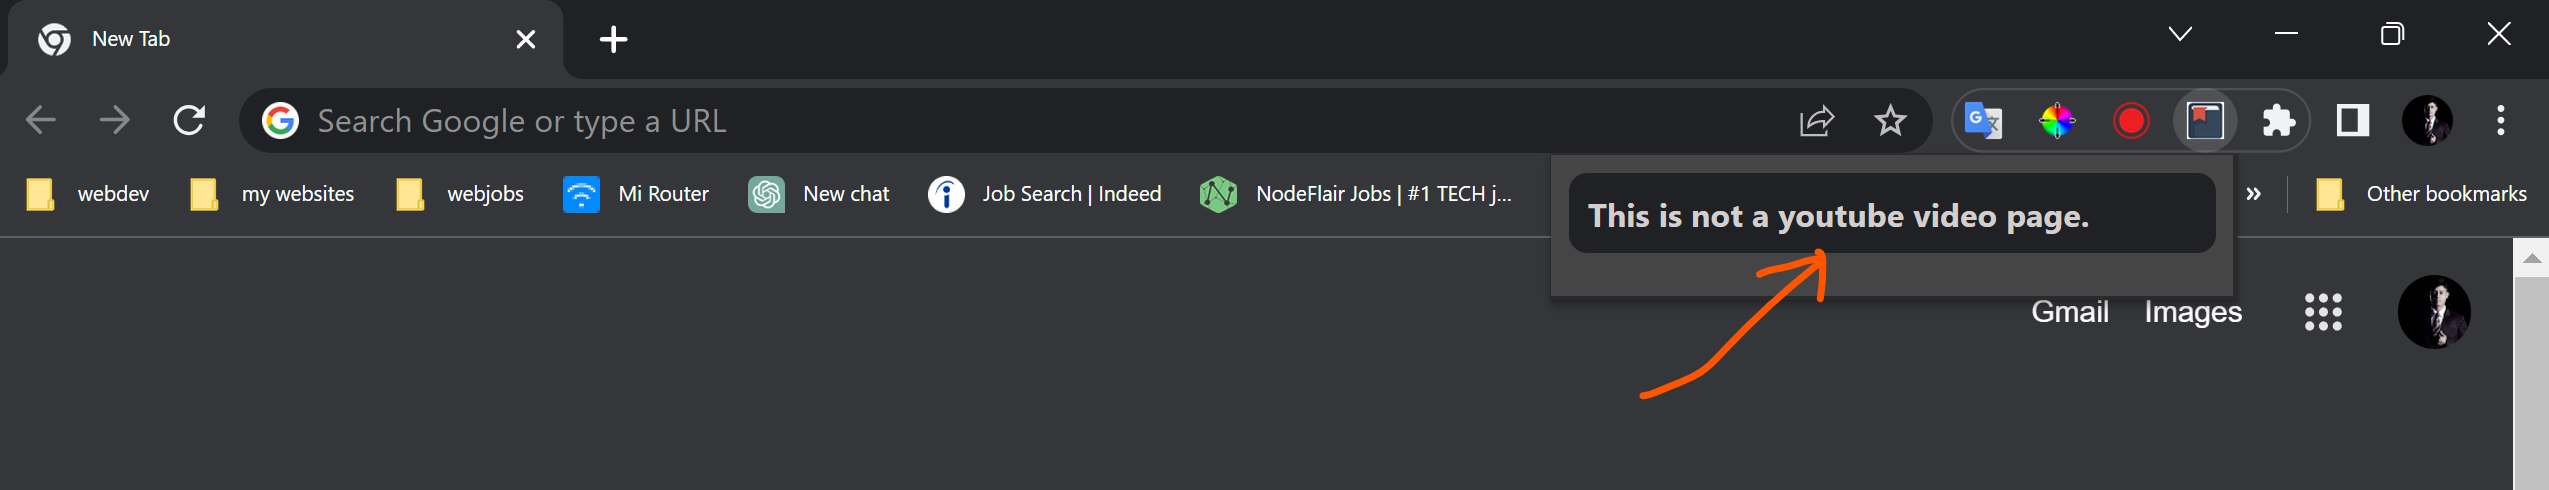 New Tab
Search Google or type a URL
webdev my websites webjobs Mi Router New chat Job Search | Indeed NodeFlair Jobs | #1 TECH j... » Other bookmarks
This is not a youtube video page.
Gmail Images